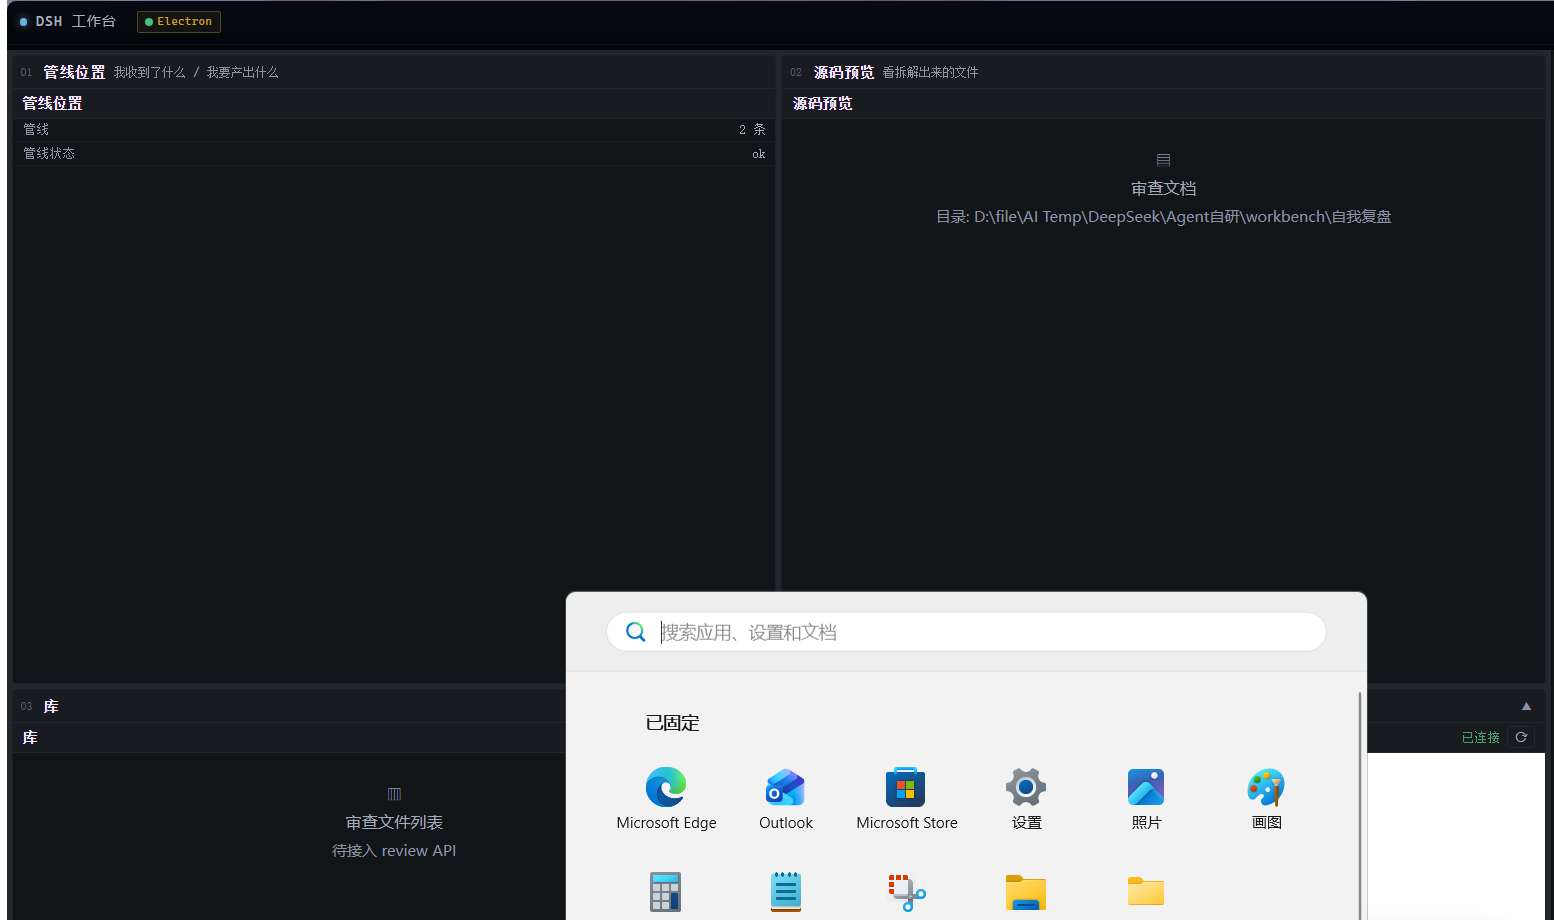 DSH 工作台
Electron
01 管线位置 我收到了什么 / 我要产出什么
管线位置
管线 2 条
管线状态 ok
02 源码预览 看拆解出来的文件
源码预览
审查文档
目录: D:\file\AI Temp\DeepSeek\Agent自研\workbench\自我复盘
03 库
库
审查文件列表
待接入 review API
已连接
搜索应用、设置和文档
已固定
Microsoft Edge
Outlook
Microsoft Store
设置
照片
画图